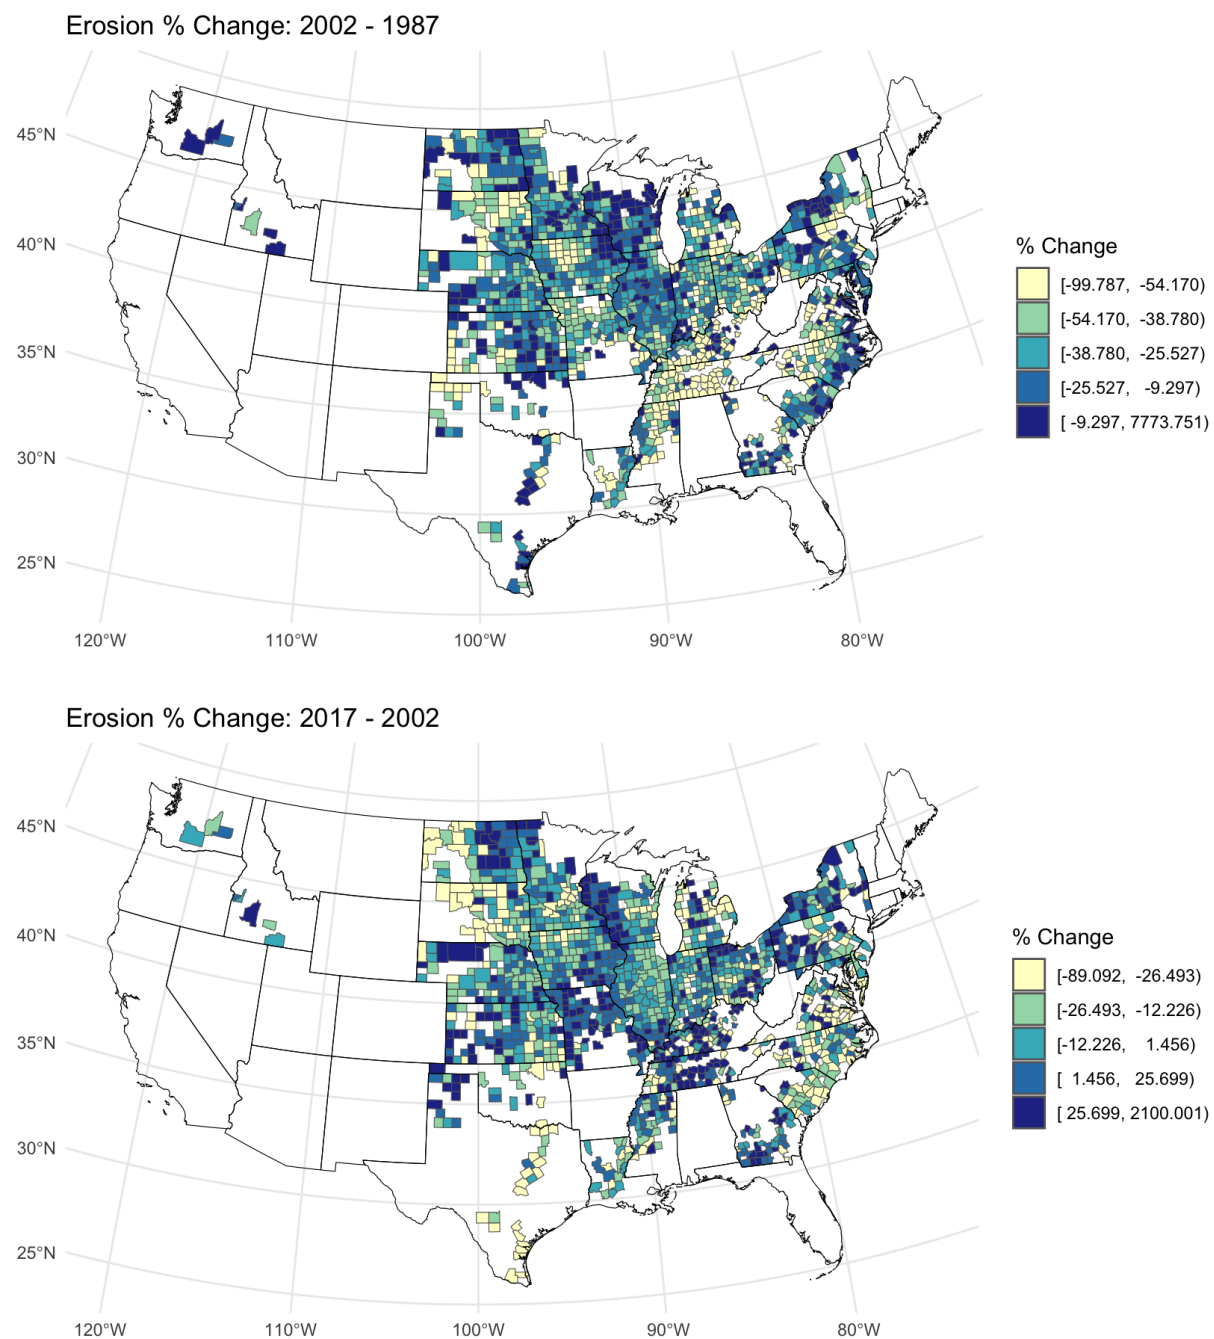 Erosion % Change: 2002 - 1987
45°N
40°N
35°N
30°N
25°N
120°W 110°W 100°W 90°W 80°W
% Change
[-99.787, -54.170)
[-54.170, -38.780)
[-38.780, -25.527)
[-25.527, -9.297)
[ -9.297, 7773.751)
Erosion % Change: 2017 - 2002
45°N
40°N
35°N
30°N
25°N
120°W 110°W 100°W 90°W 80°W
% Change
[-89.092, -26.493)
[-26.493, -12.226)
[-12.226, 1.456)
[ 1.456, 25.699)
[ 25.699, 2100.001)